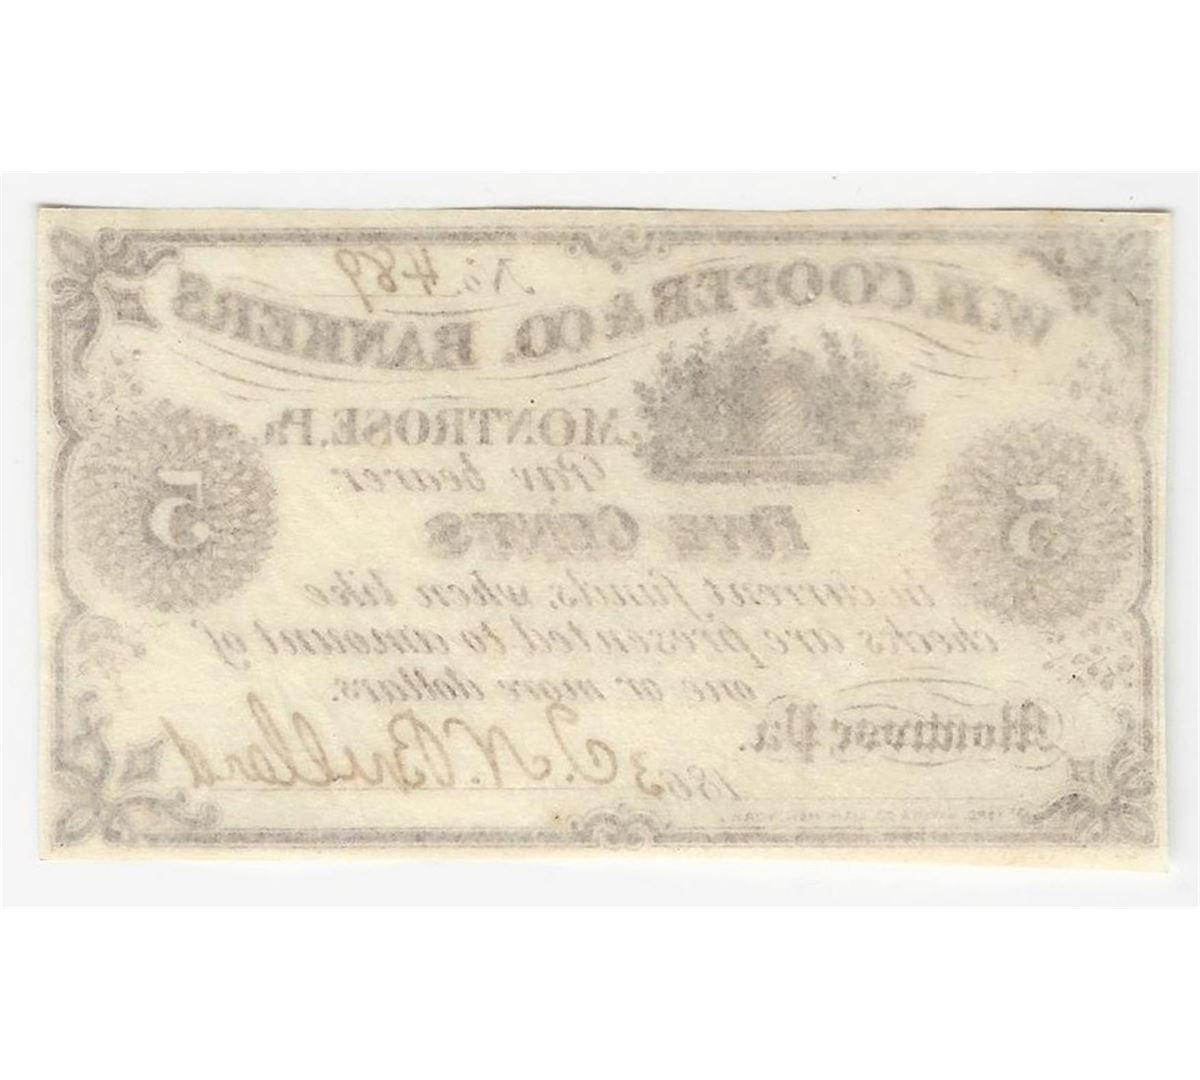 W. H. COOPER & CO. BANKERS
No. 489
MONTROSE, Pa.
Pay bearer
FIVE CENTS
5
5
in current funds, when like
checks are presented to amount of
one or more dollars.
Montrose Pa. 1863